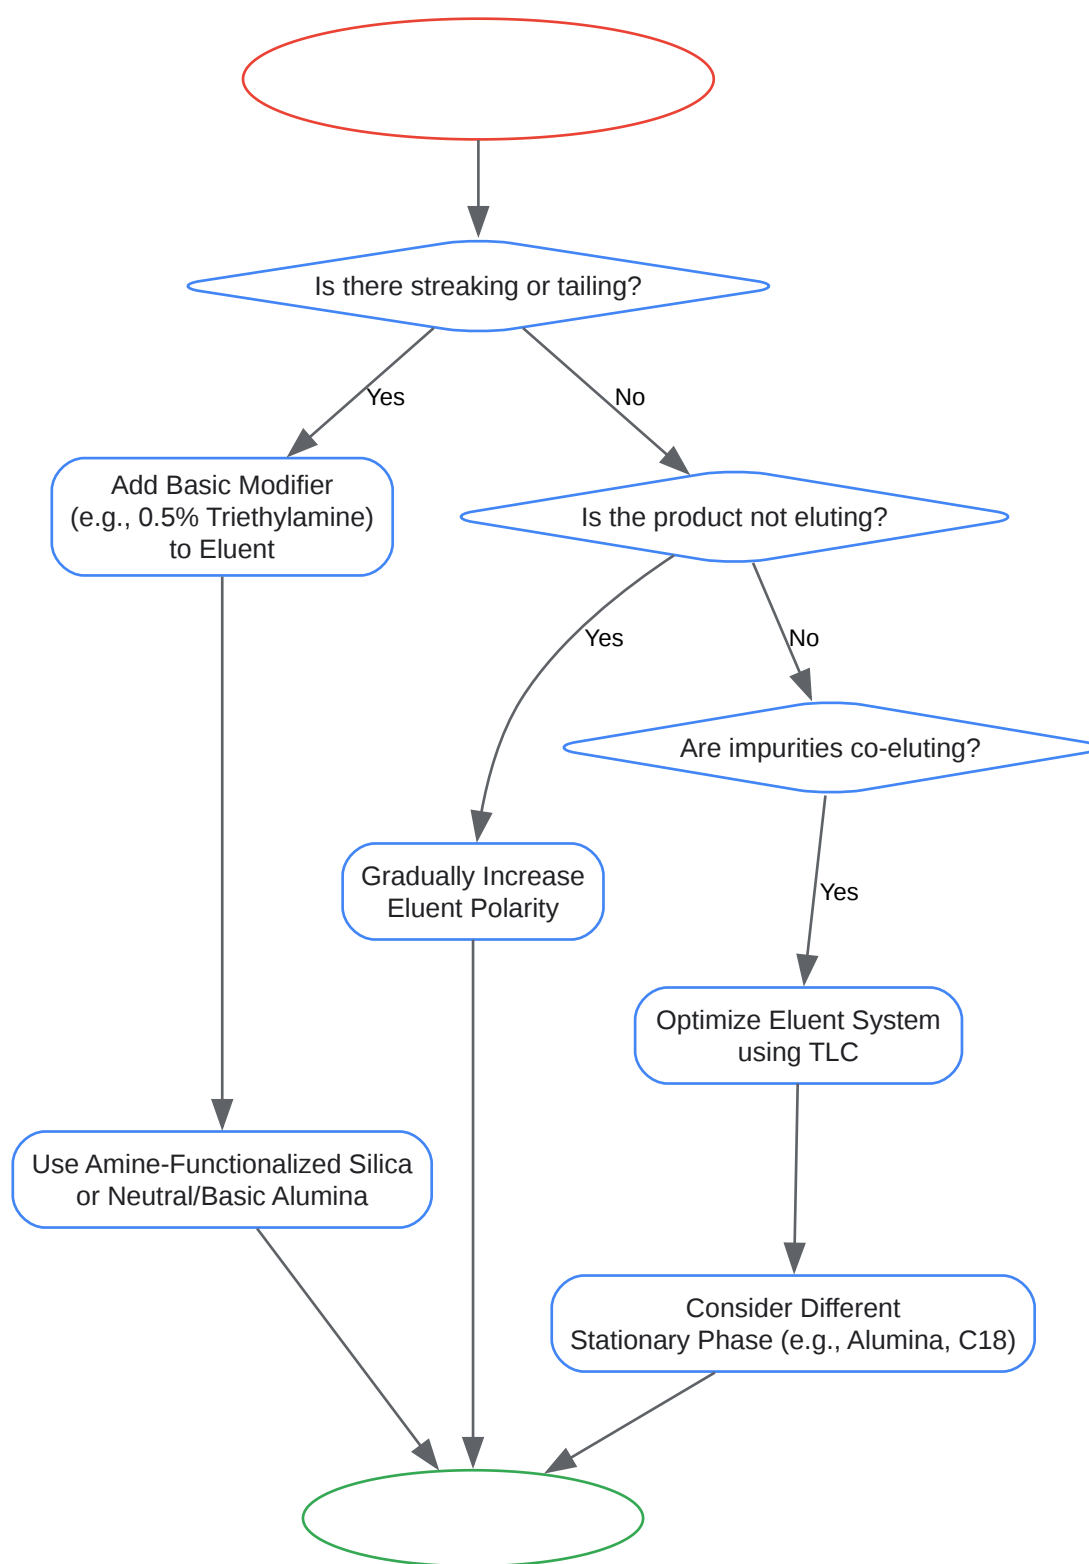 Is there streaking or tailing?
Yes
No
Add Basic Modifier
(e.g., 0.5% Triethylamine)
to Eluent
Is the product not eluting?
Yes
No
Are impurities co-eluting?
Gradually Increase
Eluent Polarity
Yes
Optimize Eluent System
using TLC
Use Amine-Functionalized Silica
or Neutral/Basic Alumina
Consider Different
Stationary Phase (e.g., Alumina, C18)